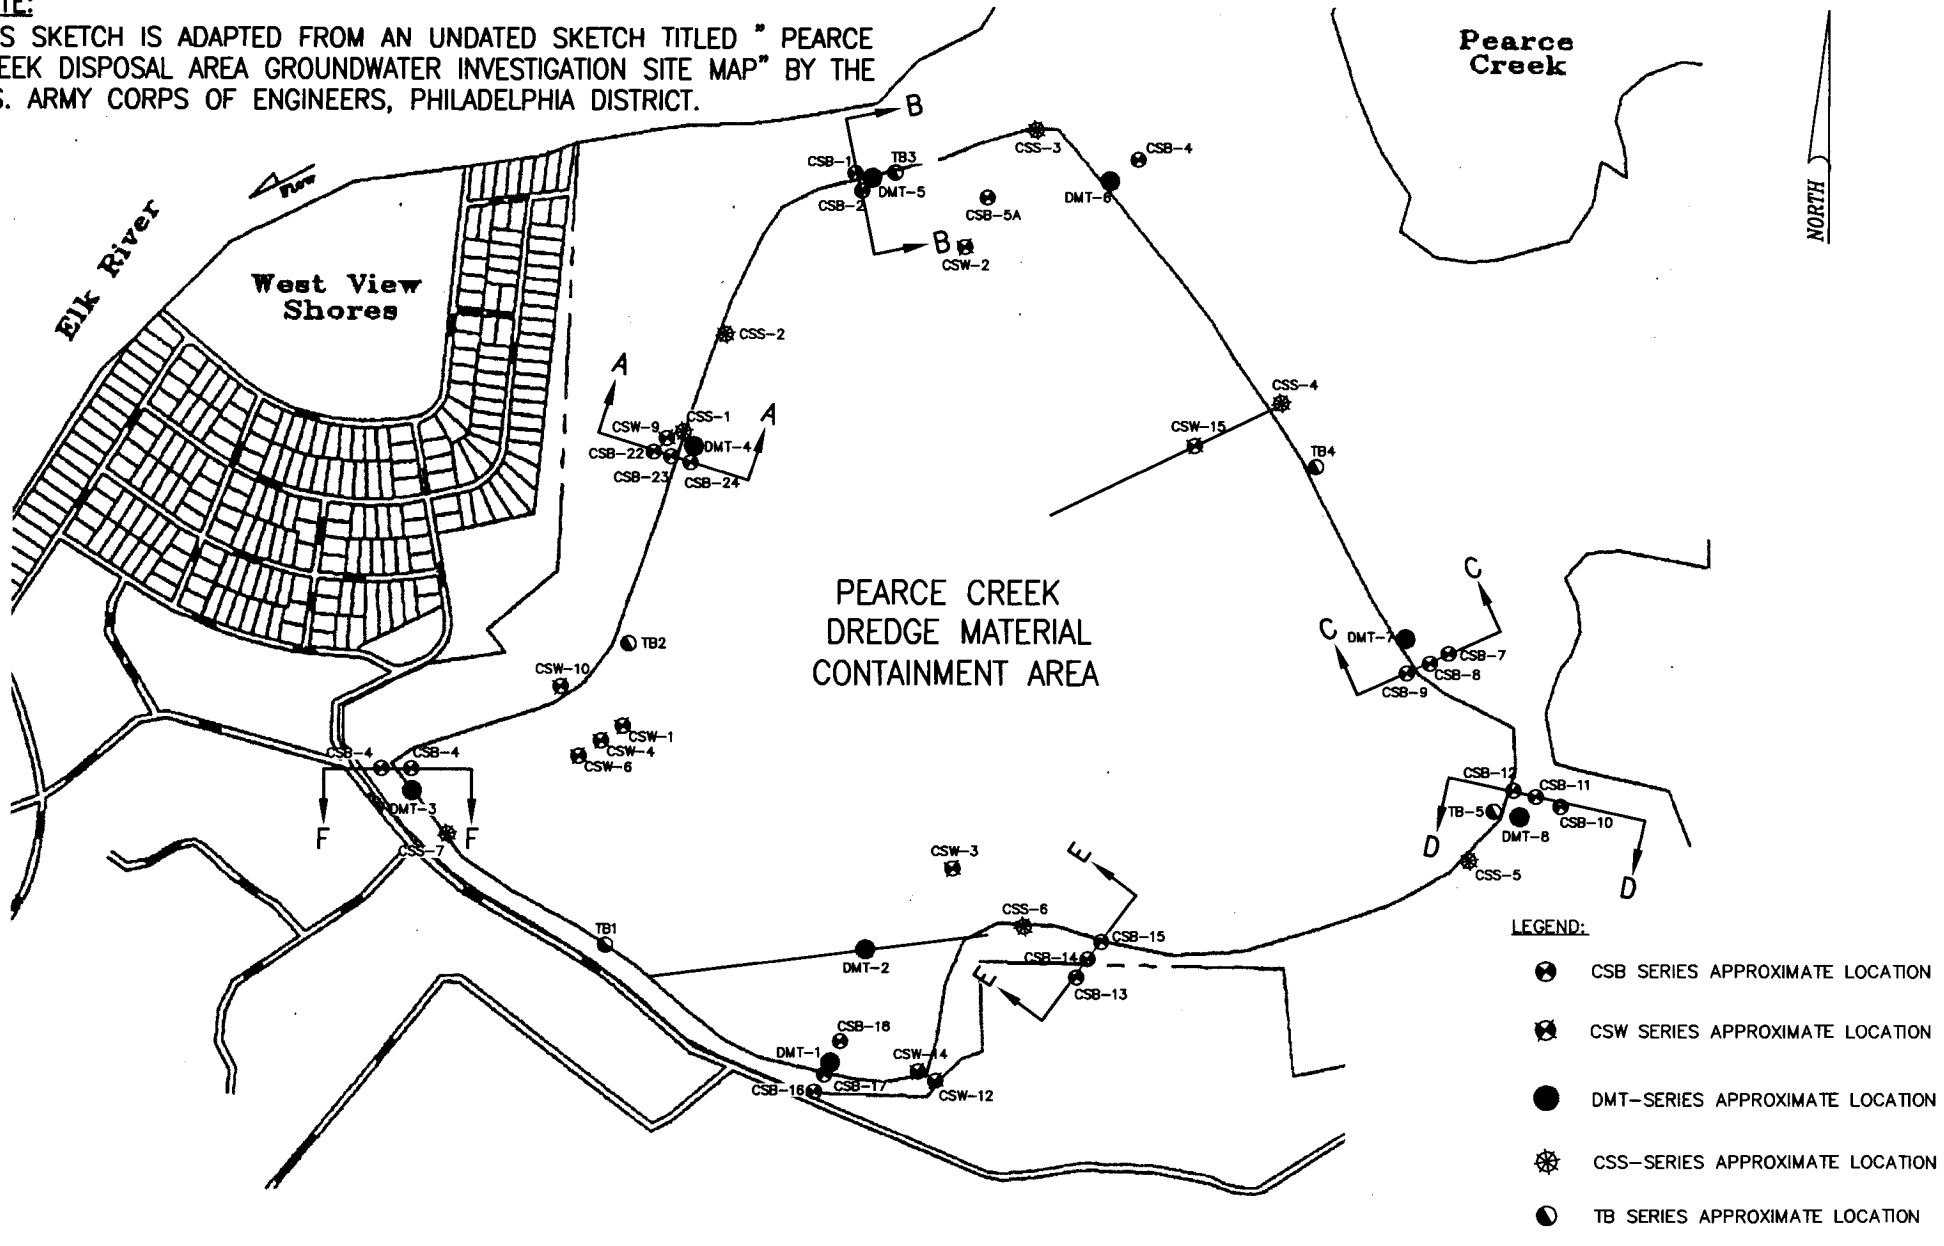 TE:
S SKETCH IS ADAPTED FROM AN UNDATED SKETCH TITLED " PEARCE
EEK DISPOSAL AREA GROUNDWATER INVESTIGATION SITE MAP" BY THE
S. ARMY CORPS OF ENGINEERS, PHILADELPHIA DISTRICT.
Pearce
Creek
NORTH
Elk River
Flow
West View
Shores
B
CSB-1
TB3
DMT-5
CSB-2
B
CSS-3
CSB-4
DMT-6
CSB-5A
CSW-2
CSS-2
A
A
CSS-1
CSW-9
DMT-4
CSB-22
CSB-23
CSB-24
CSS-4
CSW-15
TB4
PEARCE CREEK
DREDGE MATERIAL
CONTAINMENT AREA
C
C
DMT-7
CSB-7
CSB-8
CSB-9
TB2
CSW-10
CSW-1
CSW-4
CSW-6
CSB-4
CSB-4
DMT-3
F
F
CSS-7
CSB-12
CSB-11
TB-5
CSB-10
DMT-8
D
D
CSS-5
CSW-3
E
CSS-6
CSB-15
CSB-14
E
CSB-13
TB1
DMT-2
CSB-18
DMT-1
CSW-14
CSB-17
CSB-16
CSW-12
LEGEND:
CSB SERIES APPROXIMATE LOCATION
CSW SERIES APPROXIMATE LOCATION
DMT-SERIES APPROXIMATE LOCATION
CSS-SERIES APPROXIMATE LOCATION
TB SERIES APPROXIMATE LOCATION